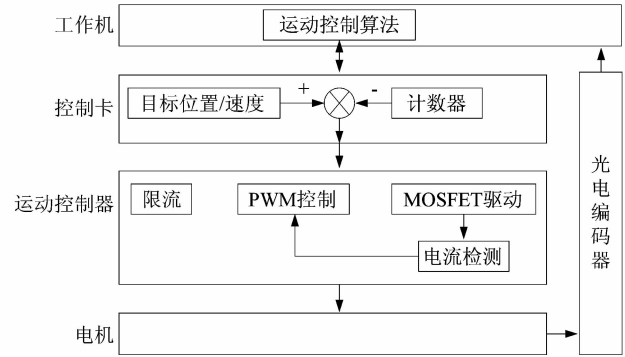 工作机
运动控制算法
控制卡
目标位置/速度
+
-
计数器
运动控制器
限流
PWM控制
MOSFET驱动
电流检测
光电编码器
电机